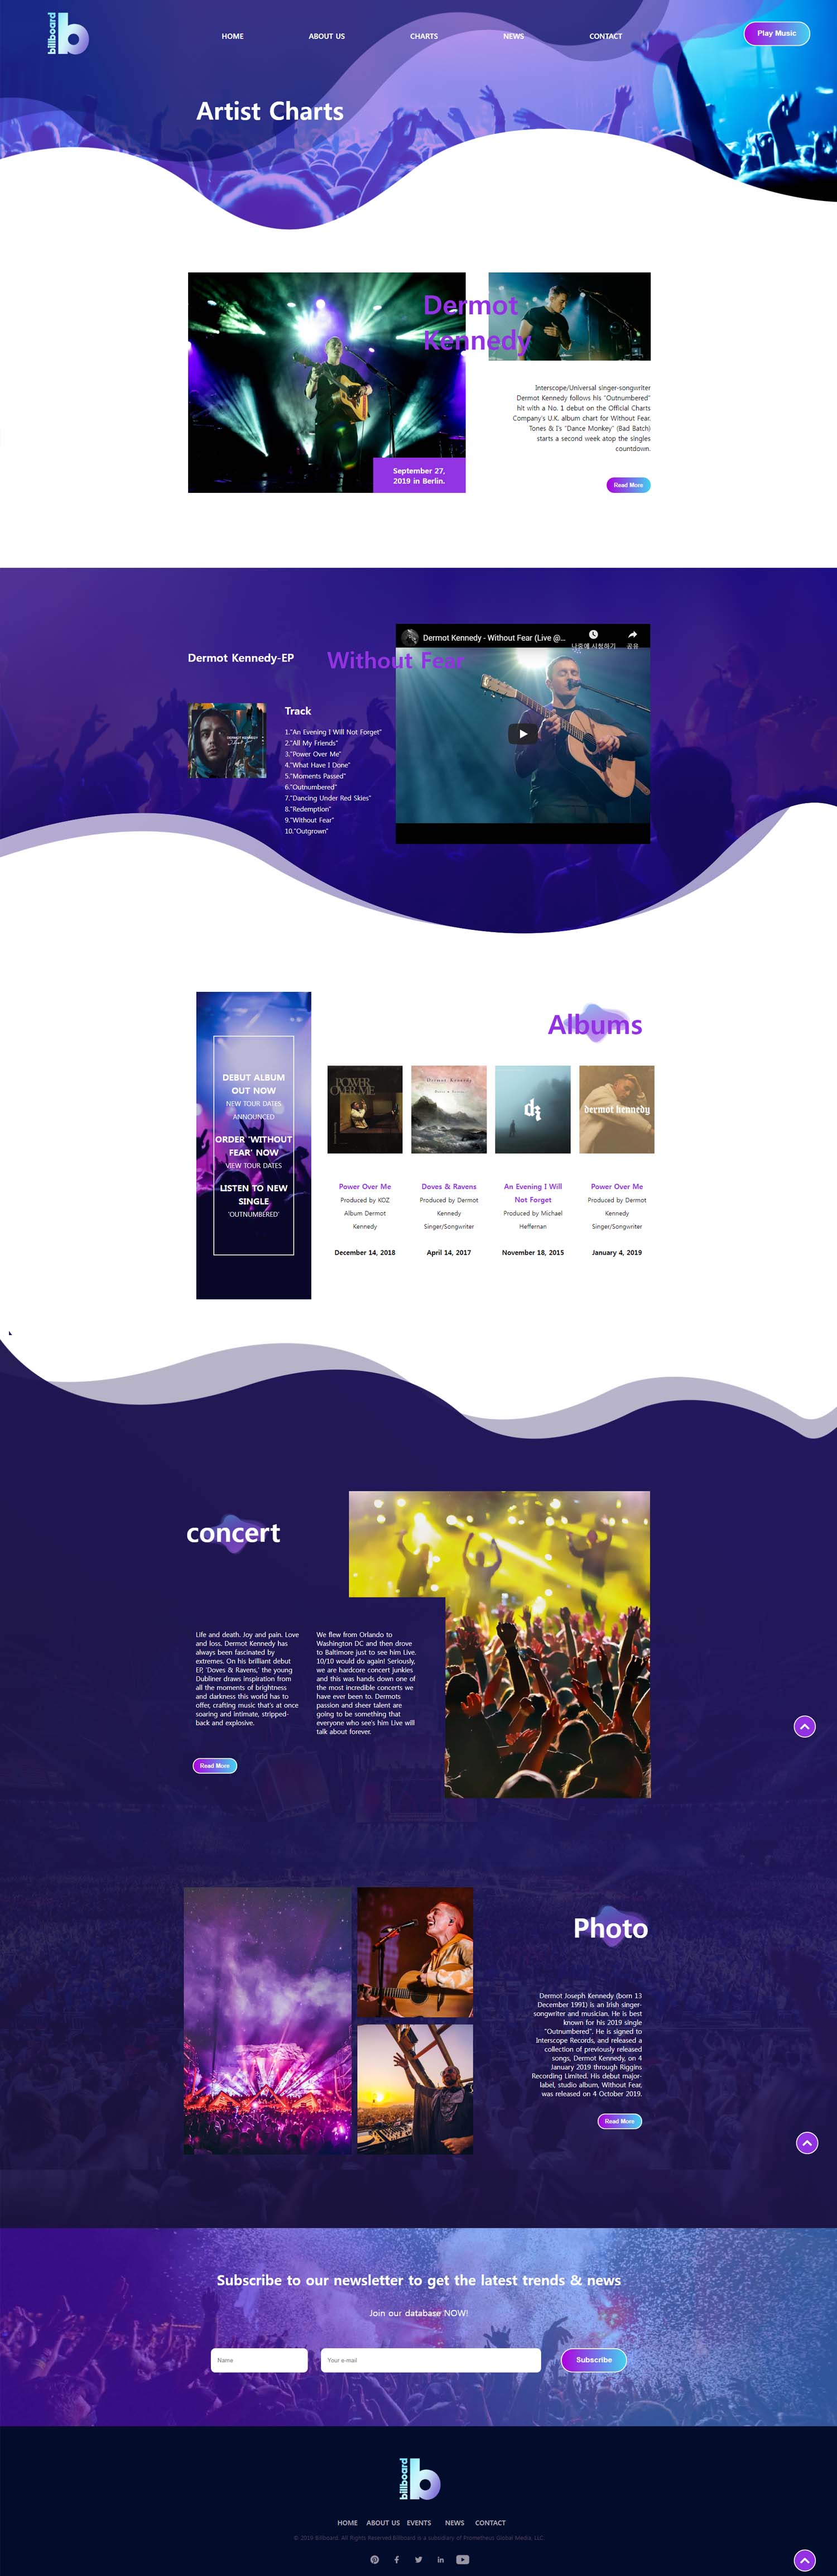 billboard b
HOME
ABOUT US
CHARTS
NEWS
CONTACT
Play Music
Artist Charts
Dermot
Kennedy
September 27,
2019 in Berlin.
Interscope/Universal singer-songwriter
Dermot Kennedy follows his "Outnumbered"
hit with a No. 1 debut on the Official Charts
Company's U.K. album chart for Without Fear.
Tones & I's "Dance Monkey" (Bad Batch)
starts a second week atop the singles
countdown.
Read More
Dermot Kennedy-EP
Without Fear
Dermot Kennedy - Without Fear (Live @...
나중에 시청하기
공유
DERMOT KENNEDY
Track
1."An Evening I Will Not Forget"
2."All My Friends"
3."Power Over Me"
4."What Have I Done"
5."Moments Passed"
6."Outnumbered"
7."Dancing Under Red Skies"
8."Redemption"
9."Without Fear"
10."Outgrown"
Albums
DEBUT ALBUM
OUT NOW
NEW TOUR DATES
ANNOUNCED
ORDER 'WITHOUT
FEAR' NOW
VIEW TOUR DATES
LISTEN TO NEW
SINGLE
'OUTNUMBERED'
POWER
OVER ME
Dermot Kennedy
dk
dermot kennedy
Power Over Me
Produced by KOZ
Album Dermot
Kennedy
December 14, 2018
Doves & Ravens
Produced by Dermot
Kennedy
Singer/Songwriter
April 14, 2017
An Evening I Will
Not Forget
Produced by Michael
Heffernan
November 18, 2015
Power Over Me
Produced by Dermot
Kennedy
Singer/Songwriter
January 4, 2019
concert
Life and death. Joy and pain. Love
and loss. Dermot Kennedy has
always been fascinated by
extremes. On his brilliant debut
EP, 'Doves & Ravens,' the young
Dubliner draws inspiration from
all the moments of brightness
and darkness this world has to
offer, crafting music that's at once
soaring and intimate, stripped-
back and explosive.
We flew from Orlando to
Washington DC and then drove
to Baltimore just to see him Live.
10/10 would do again! Seriously,
we are hardcore concert junkies
and this was hands down one of
the most incredible concerts we
have ever been to. Dermots
passion and sheer talent are
going to be something that
everyone who see's him Live will
talk about forever.
Read More
Photo
Dermot Joseph Kennedy (born 13
December 1991) is an Irish singer-
songwriter and musician. He is best
known for his 2019 single
"Outnumbered". He is signed to
Interscope Records, and released a
collection of previously released
songs, Dermot Kennedy, on 4
January 2019 through Riggins
Recording Limited. His debut major-
label, studio album, Without Fear,
was released on 4 October 2019.
Read More
Subscribe to our newsletter to get the latest trends & news
Join our database NOW!
Name
Your e-mail
Subscribe
billboard b
HOME
ABOUT US
EVENTS
NEWS
CONTACT
© 2019 Billboard. All Rights Reserved.Billboard is a subsidiary of Prometheus Global Media, LLC